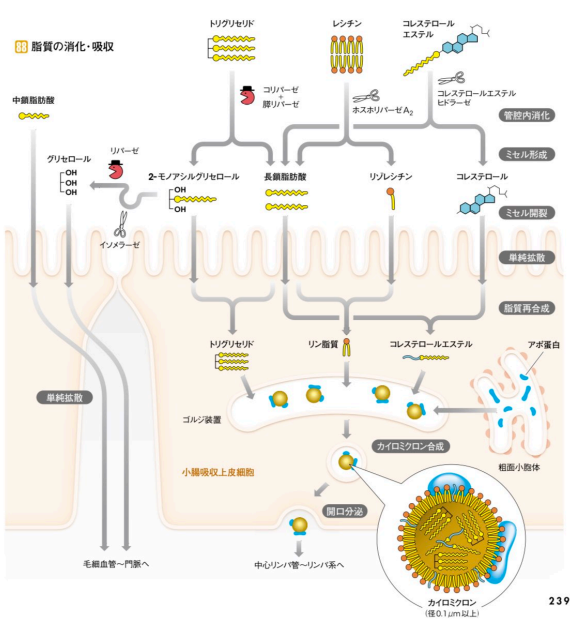 88 脂質の消化・吸収
トリグリセリド
レシチン
コレステロール
エステル
コリパーゼ
+
膵リパーゼ
ホスホリパーゼA2
コレステロールエステル
ヒドラーゼ
管腔内消化
中鎖脂肪酸
ミセル形成
グリセロール
リパーゼ
2-モノアシルグリセロール
長鎖脂肪酸
リゾレシチン
コレステロール
OH
OH
OH
OH
OH
イソメラーゼ
ミセル開裂
単純拡散
脂質再合成
トリグリセリド
リン脂質
コレステロールエステル
アポ蛋白
単純拡散
ゴルジ装置
カイロミクロン合成
粗面小胞体
小腸吸収上皮細胞
開口分泌
毛細血管〜門脈へ
中心リンパ管〜リンパ系へ
カイロミクロン
(径0.1μm以上)
239